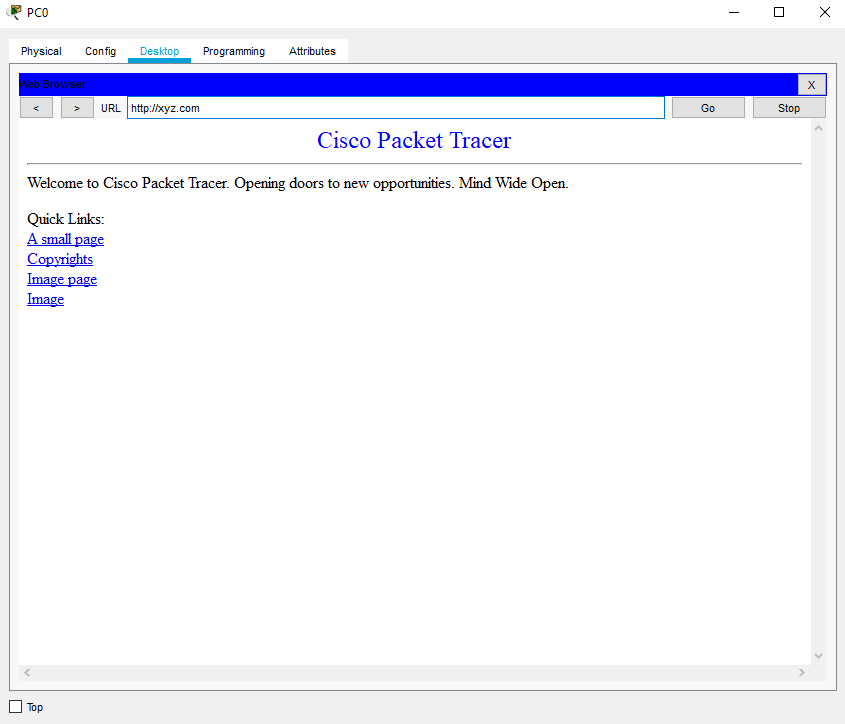 PC0
Physical Config Desktop Programming Attributes
Web Browser
X
< > URL http://xyz.com Go Stop
Cisco Packet Tracer
Welcome to Cisco Packet Tracer. Opening doors to new opportunities. Mind Wide Open.
Quick Links:
A small page
Copyrights
Image page
Image
Top